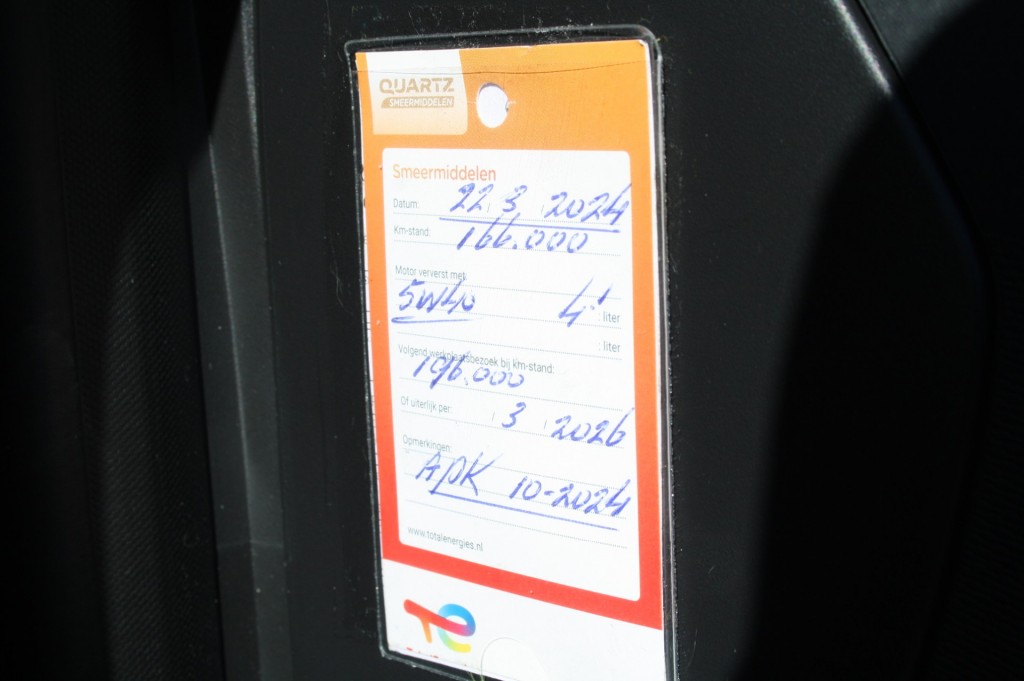 QUARTZ
SMEERMIDDELEN
Smeermiddelen
Datum: 22 3 2024
Km-stand: 166.000
Motor ververst met:
5W40 4 : liter
: liter
Volgend werkplaatsbezoek bij km-stand:
196.000
Of uiterlijk per: 3 2026
Opmerkingen:
APK 10-2024
www.totalenergies.nl